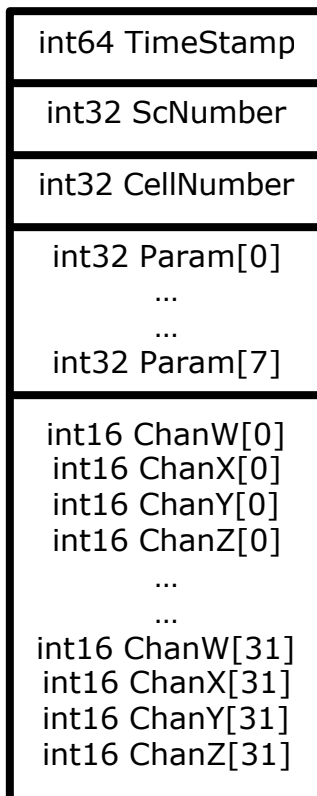 int64 TimeStamp
int32 ScNumber
int32 CellNumber
int32 Param[0]
...
...
int32 Param[7]
int16 ChanW[0]
int16 ChanX[0]
int16 ChanY[0]
int16 ChanZ[0]
...
...
int16 ChanW[31]
int16 ChanX[31]
int16 ChanY[31]
int16 ChanZ[31]